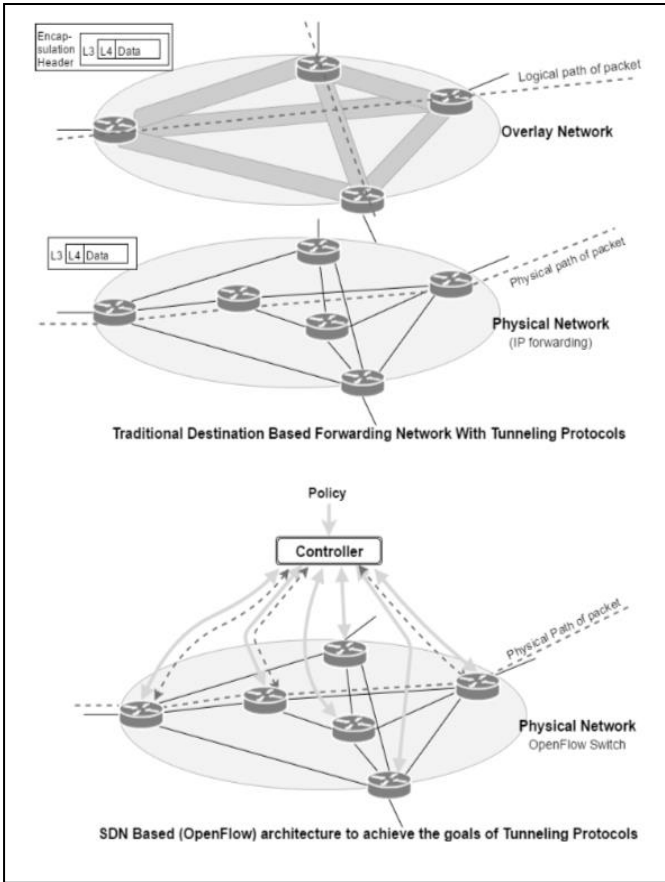 Encap-
sulation
Header
L3 L4 Data
Logical path of packet
Overlay Network
L3 L4 Data
Physical path of packet
Physical Network
(IP forwarding)
Traditional Destination Based Forwarding Network With Tunneling Protocols
Policy
Controller
Physical Path of packet
Physical Network
OpenFlow Switch
SDN Based (OpenFlow) architecture to achieve the goals of Tunneling Protocols